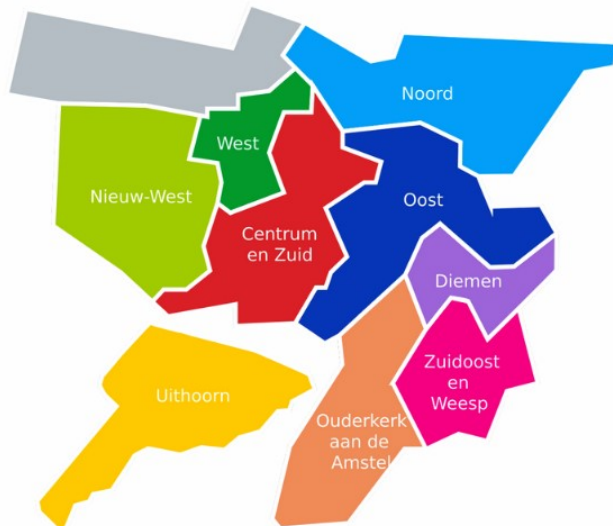 Noord
West
Nieuw-West
Oost
Centrum
en Zuid
Diemen
Zuidoost
en
Weesp
Uithoorn
Ouderkerk
aan de
Amstel